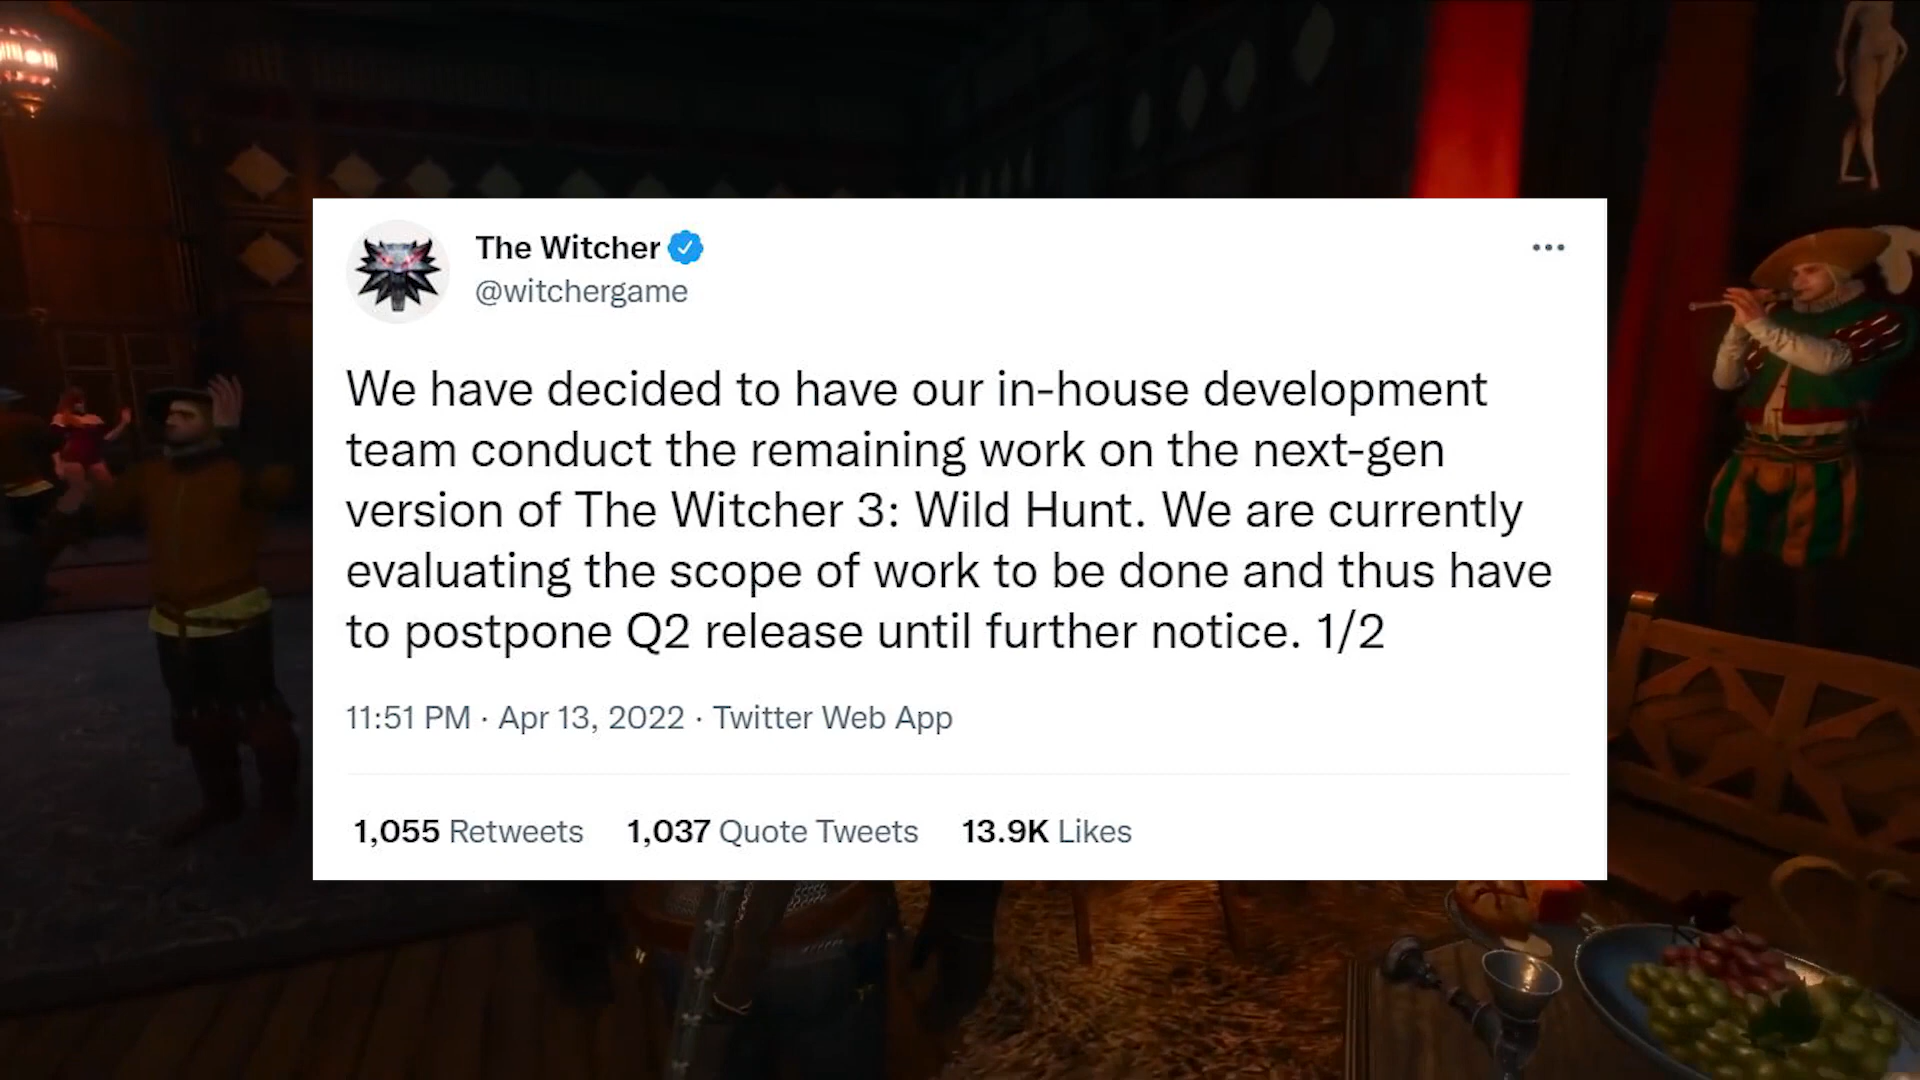 The Witcher
@witchergame
We have decided to have our in-house development
team conduct the remaining work on the next-gen
version of The Witcher 3: Wild Hunt. We are currently
evaluating the scope of work to be done and thus have
to postpone Q2 release until further notice. 1/2
11:51 PM · Apr 13, 2022 · Twitter Web App
1,055 Retweets 1,037 Quote Tweets 13.9K Likes